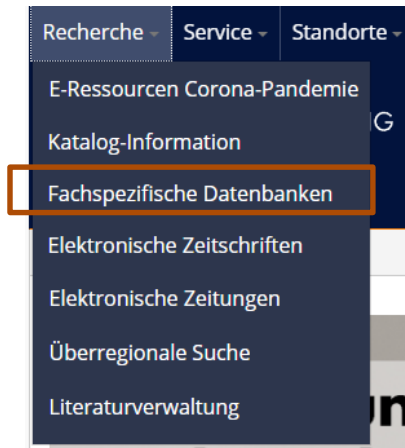 Recherche Service Standorte
E-Ressourcen Corona-Pandemie
Katalog-Information
Fachspezifische Datenbanken
Elektronische Zeitschriften
Elektronische Zeitungen
Überregionale Suche
Literaturverwaltung